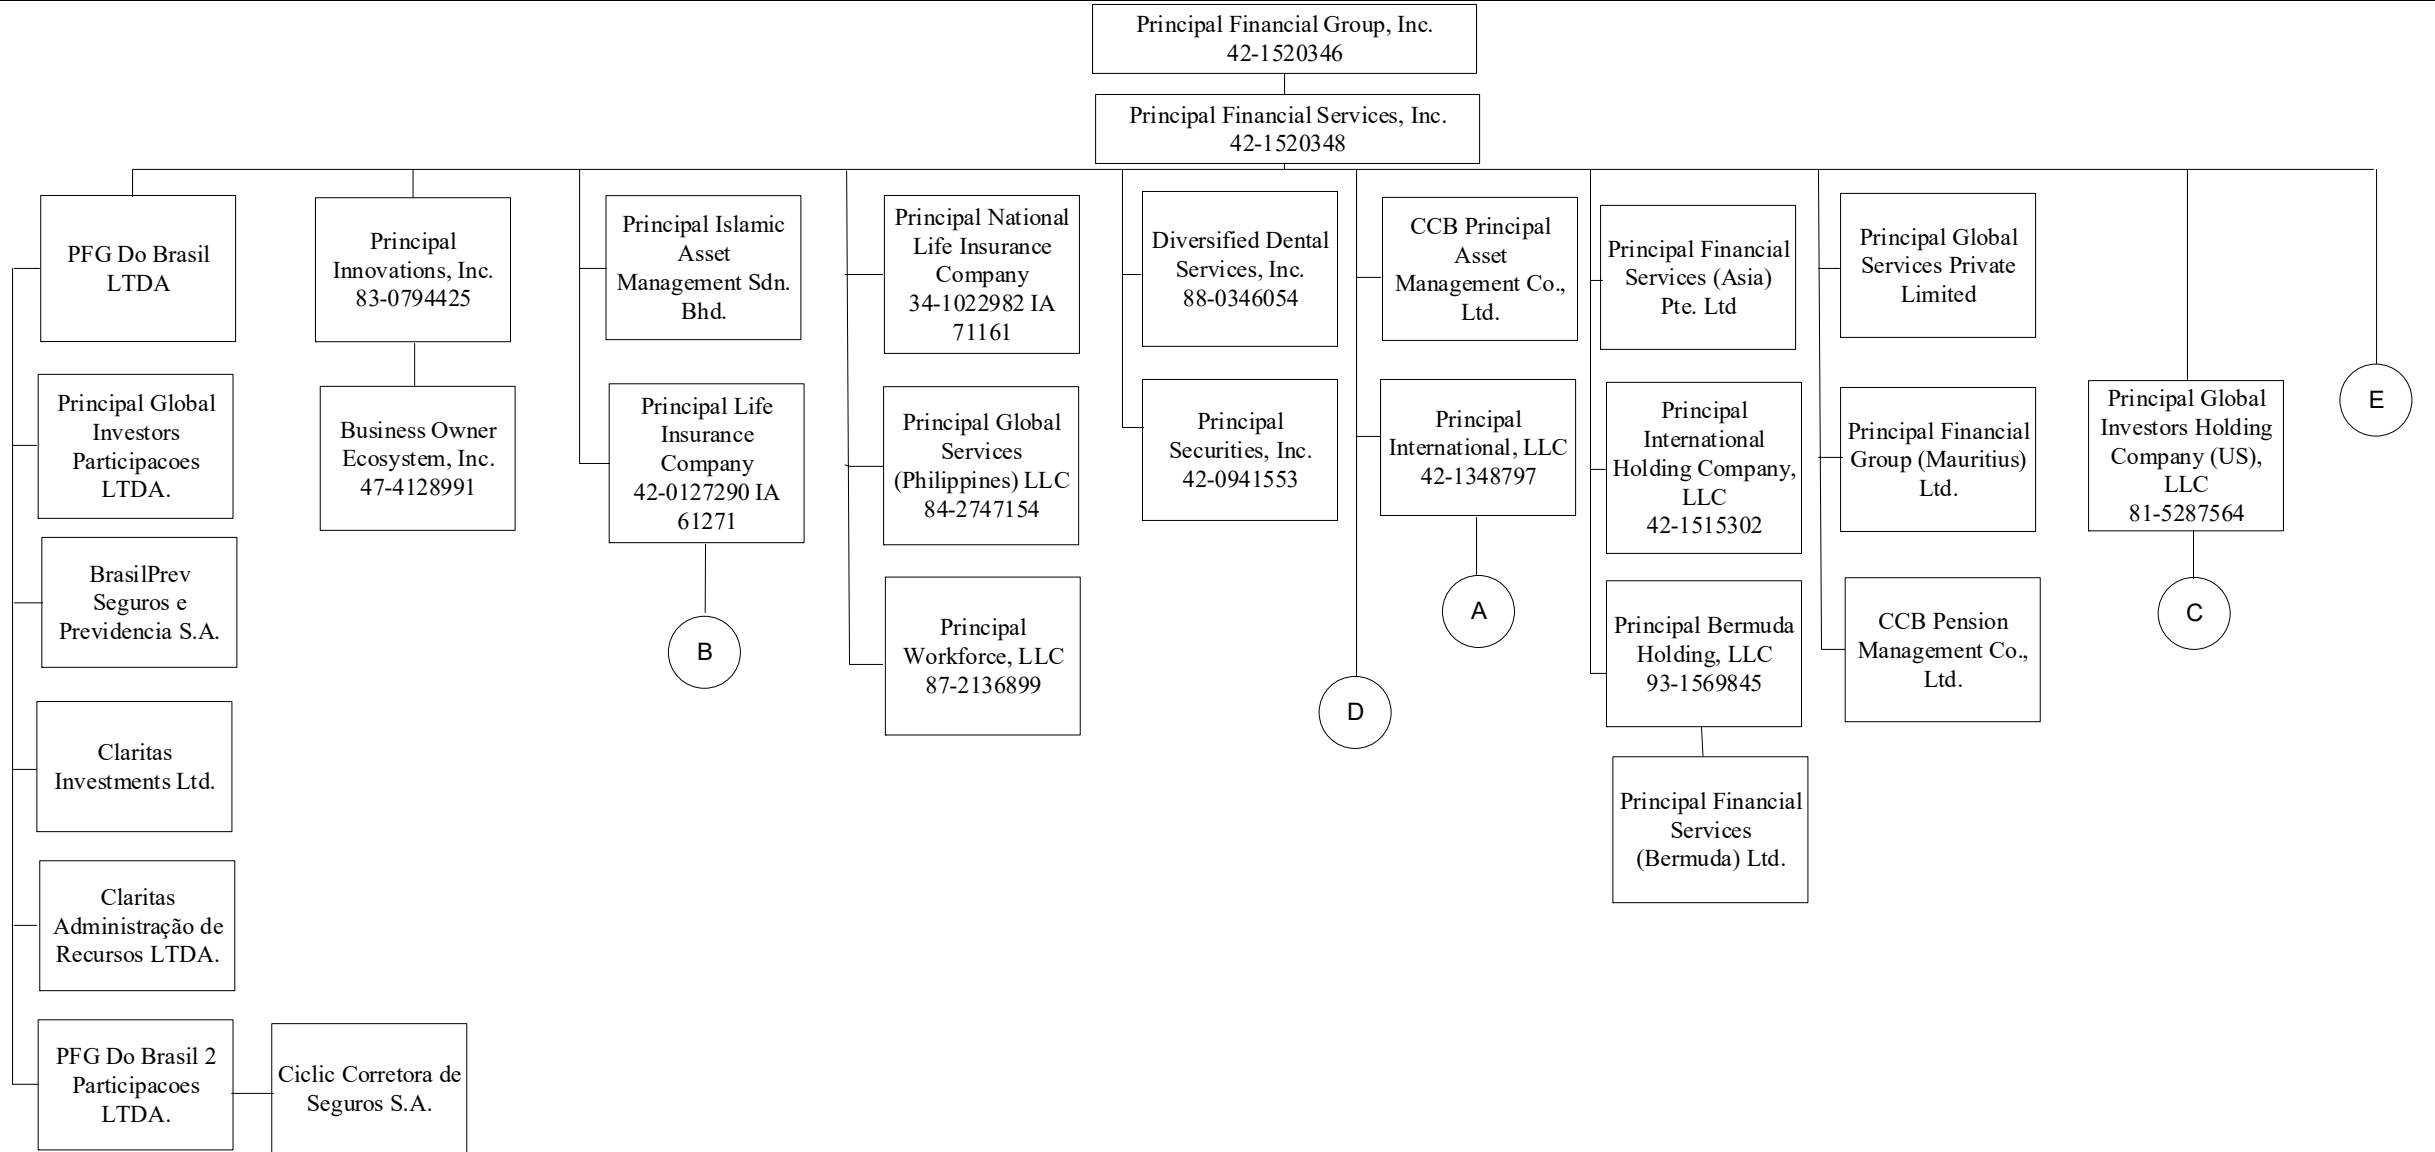 Principal Financial Group, Inc.
42-1520346
Principal Financial Services, Inc.
42-1520348
PFG Do Brasil
LTDA
Principal Global
Investors
Participacoes
LTDA.
BrasilPrev
Seguros e
Previdencia S.A.
Claritas
Investments Ltd.
Claritas
Administração de
Recursos LTDA.
PFG Do Brasil 2
Participacoes
LTDA.
Ciclic Corretora de
Seguros S.A.
Principal
Innovations, Inc.
83-0794425
Business Owner
Ecosystem, Inc.
47-4128991
Principal Islamic
Asset
Management Sdn.
Bhd.
Principal Life
Insurance
Company
42-0127290 IA
61271
B
Principal National
Life Insurance
Company
34-1022982 IA
71161
Principal Global
Services
(Philippines) LLC
84-2747154
Principal
Workforce, LLC
87-2136899
Diversified Dental
Services, Inc.
88-0346054
Principal
Securities, Inc.
42-0941553
D
CCB Principal
Asset
Management Co.,
Ltd.
Principal
International, LLC
42-1348797
A
Principal Financial
Services (Asia)
Pte. Ltd
Principal
International
Holding Company,
LLC
42-1515302
Principal Bermuda
Holding, LLC
93-1569845
Principal Financial
Services
(Bermuda) Ltd.
Principal Global
Services Private
Limited
Principal Financial
Group (Mauritius)
Ltd.
CCB Pension
Management Co.,
Ltd.
Principal Global
Investors Holding
Company (US),
LLC
81-5287564
C
E